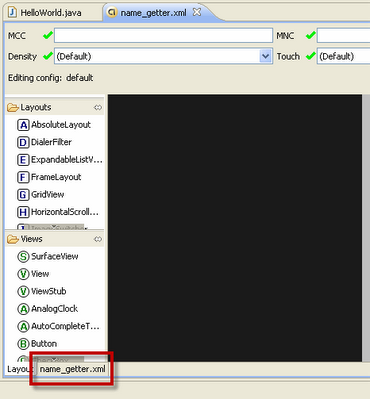 HelloWorld.java name_getter.xml
MCC MNC
Density (Default) Touch (Default)
Editing config: default
Layouts
A AbsoluteLayout
D DialerFilter
E ExpandableListV...
F FrameLayout
G GridView
H HorizontalScroll...
Views
S SurfaceView
V View
V ViewStub
A AnalogClock
A AutoCompleteT...
B Button
Layout name_getter.xml